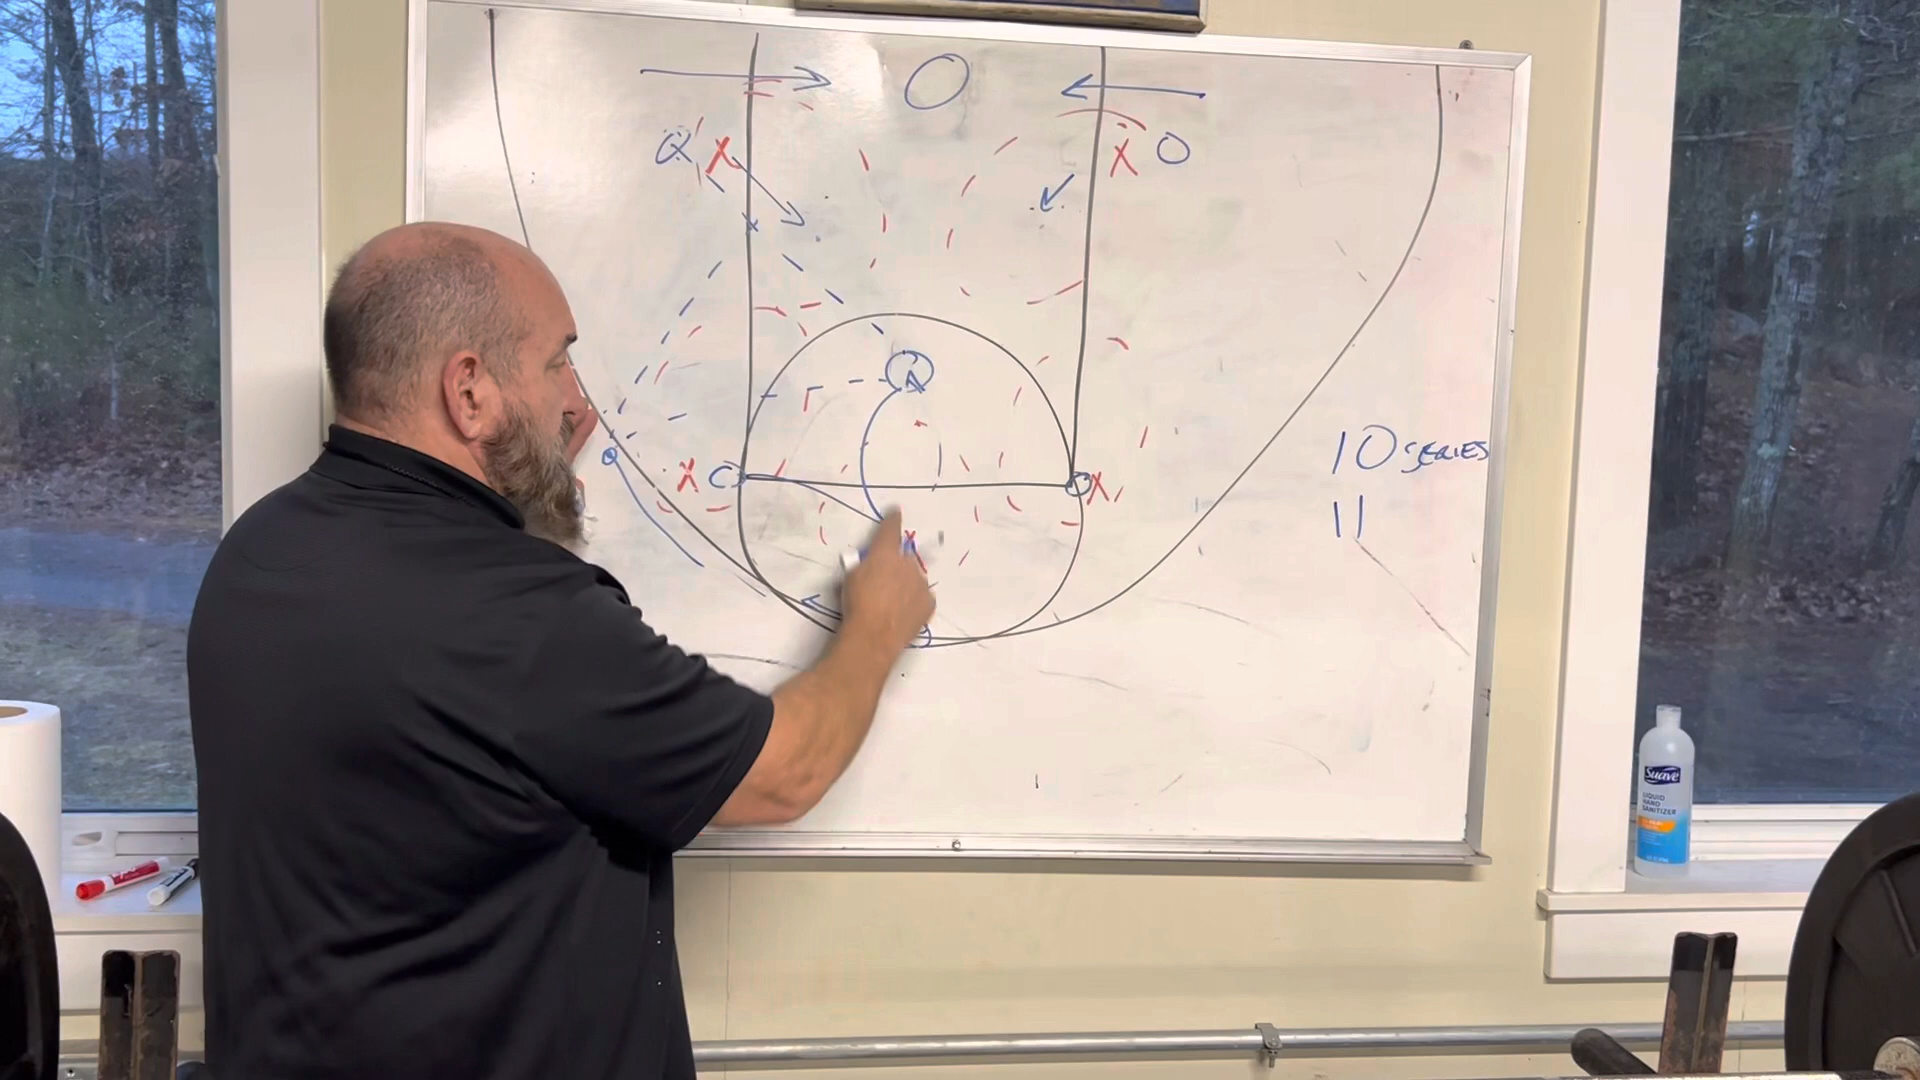 O
X
X
O
X
O
X
X
10 SERIES
11
Suave
LIQUID
HAND
SANITIZER